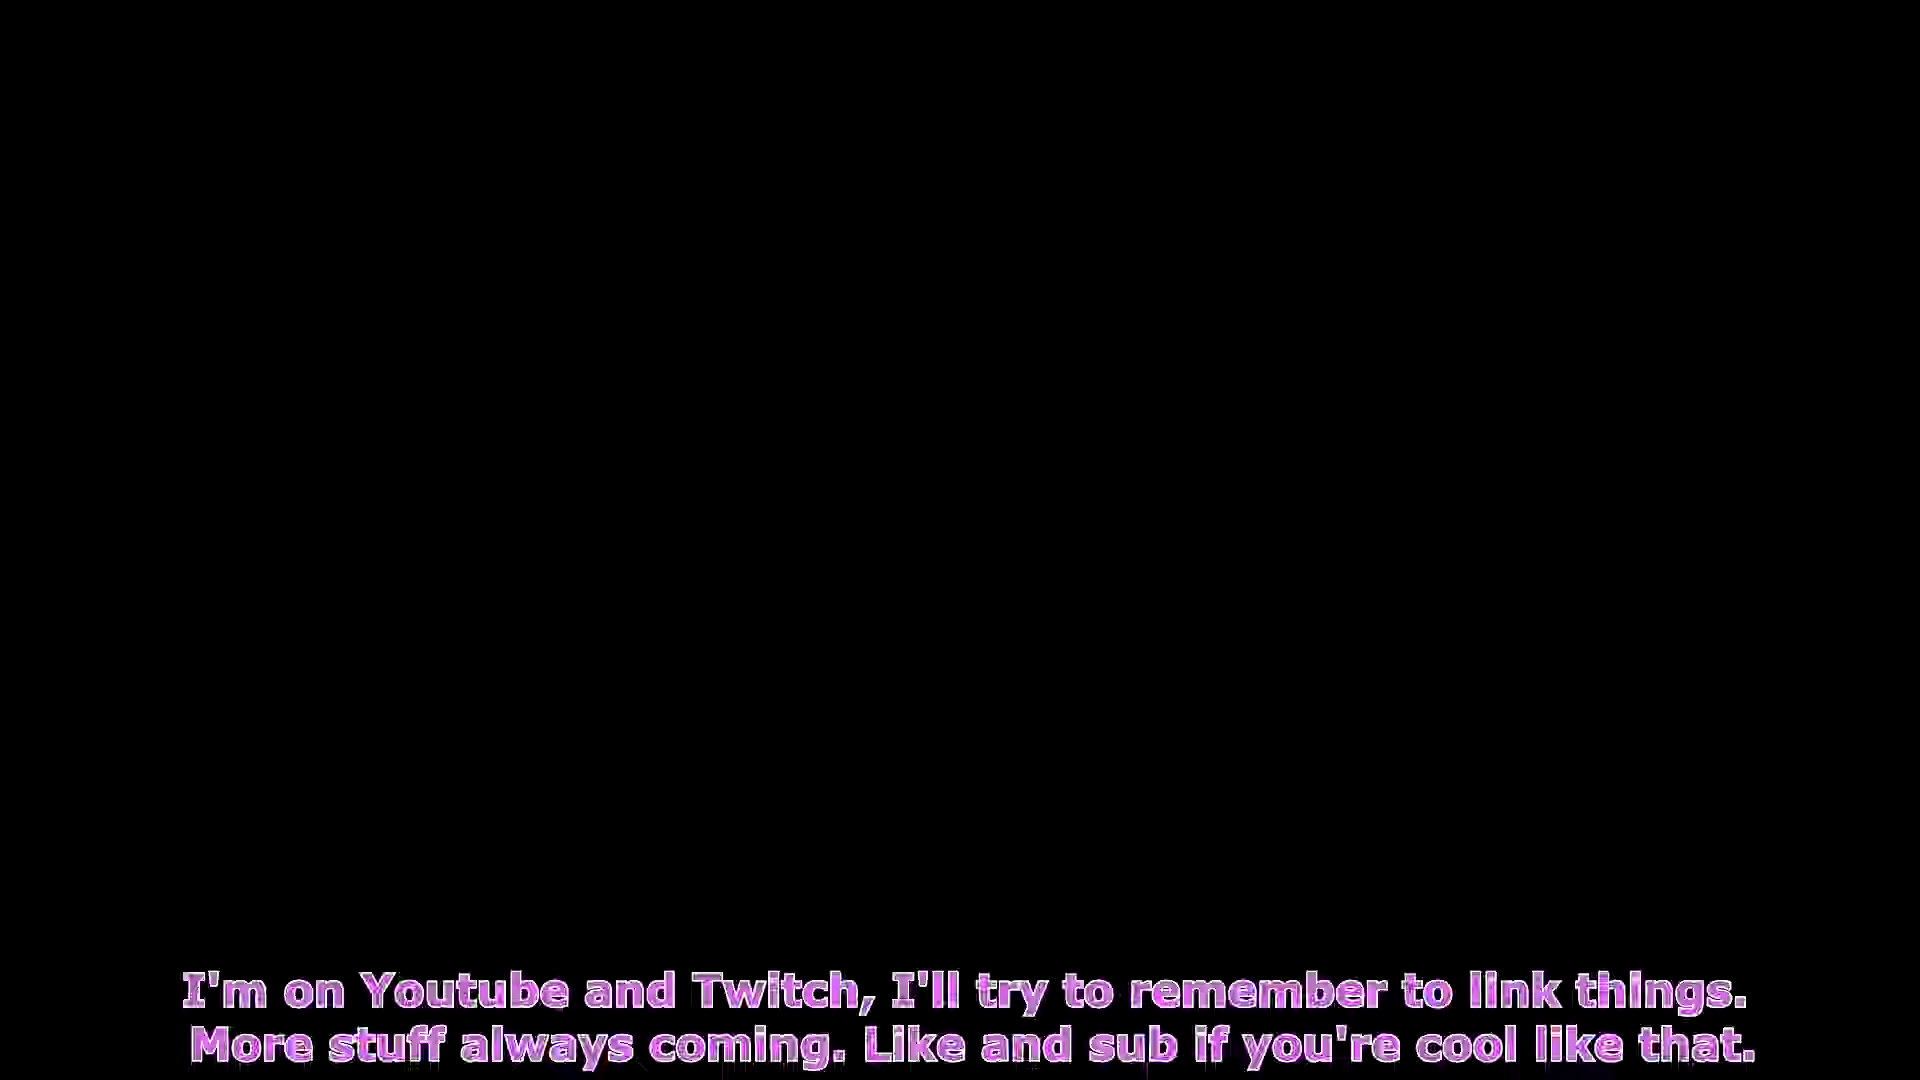 I'm on Youtube and Twitch, I'll try to remember to link things.
More stuff always coming. Like and sub if you're cool like that.